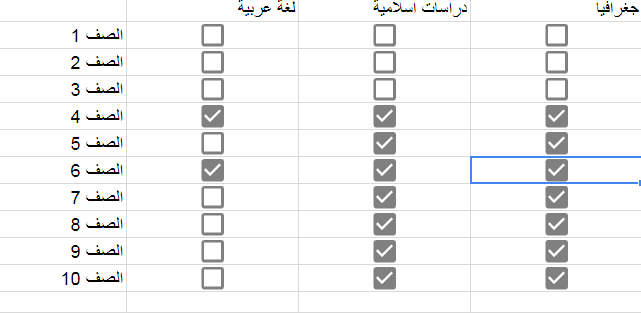 لغة عربية دراسات اسلامية جغرافيا
الصف 1
الصف 2
الصف 3
الصف 4
الصف 5
الصف 6
الصف 7
الصف 8
الصف 9
الصف 10